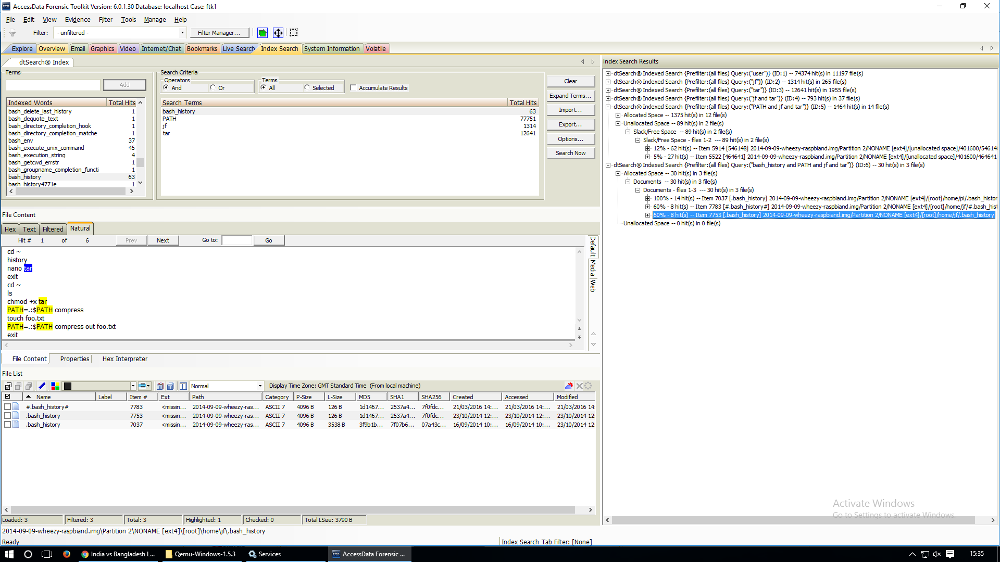 AccessData Forensic Toolkit Version: 6.0.1.30 Database: localhost Case: ftk1
File Edit View Evidence Filter Tools Manage Help
Filter: - unfiltered - Filter Manager...
Explore Overview Email Graphics Video Internet/Chat Bookmarks Live Search Index Search System Information Volatile
dtSearch® Index
Terms
Add
Indexed Words Total Hits
bash_delete_last_history 1
bash_dequote_text 1
bash_directory_completion_hook 1
bash_directory_completion_matche 1
bash_env 37
bash_execute_unix_command 45
bash_execution_string 4
bash_getcwd_errstr 1
bash_groupname_completion_functi 1
bash_history 63
bash_history4771e 1
Search Criteria
Operators
And Or
Terms
All Selected
Accumulate Results
Search Terms Total Hits
bash_history 63
PATH 77751
jf 1314
tar 12641
Clear
Expand Terms...
Import...
Export...
Options...
Search Now
Index Search Results
dtSearch® Indexed Search {Prefilter:(all files) Query:("user")} (ID:1) -- 74374 hit(s) in 11197 file(s)
dtSearch® Indexed Search {Prefilter:(all files) Query:("jf")} (ID:2) -- 1314 hit(s) in 265 file(s)
dtSearch® Indexed Search {Prefilter:(all files) Query:("tar")} (ID:3) -- 12641 hit(s) in 1955 file(s)
dtSearch® Indexed Search {Prefilter:(all files) Query:("jf and tar")} (ID:4) -- 793 hit(s) in 37 file(s)
dtSearch® Indexed Search {Prefilter:(all files) Query:("PATH and jf and tar")} (ID:5) -- 1464 hit(s) in 14 file(s)
Allocated Space -- 1375 hit(s) in 12 file(s)
Unallocated Space -- 89 hit(s) in 2 file(s)
Slack/Free Space -- 89 hit(s) in 2 file(s)
Slack/Free Space - files 1-2 --- 89 hit(s) in 2 file(s)
12% - 62 hit(s) -- Item 5914 [546148] 2014-09-09-wheezy-raspbiand.img/Partition 2/NONAME [ext4]/[unallocated space]/401600/54614
5% - 27 hit(s) -- Item 5522 [464641] 2014-09-09-wheezy-raspbiand.img/Partition 2/NONAME [ext4]/[unallocated space]/401600/464641
dtSearch® Indexed Search {Prefilter:(all files) Query:("bash_history and PATH and jf and tar")} (ID:6) -- 30 hit(s) in 3 file(s)
Allocated Space -- 30 hit(s) in 3 file(s)
Documents -- 30 hit(s) in 3 file(s)
Documents - files 1-3 --- 30 hit(s) in 3 file(s)
100% - 14 hit(s) -- Item 7037 [.bash_history] 2014-09-09-wheezy-raspbiand.img/Partition 2/NONAME [ext4]/[root]/home/pi/.bash_histor
60% - 8 hit(s) -- Item 7783 [#.bash_history#] 2014-09-09-wheezy-raspbiand.img/Partition 2/NONAME [ext4]/[root]/home/jf/#.bash_hist
60% - 8 hit(s) -- Item 7753 [.bash_history] 2014-09-09-wheezy-raspbiand.img/Partition 2/NONAME [ext4]/[root]/home/jf/.bash_history
Unallocated Space -- 0 hit(s) in 0 file(s)
File Content
Hex Text Filtered Natural
Hit # 1 of 6 Prev Next Go to: Go
cd ~
history
nano tar
exit
cd ~
ls
chmod +x tar
PATH=.:$PATH compress
touch foo.txt
PATH=.:$PATH compress out foo.txt
exit
Default Media Web
File Content Properties Hex Interpreter
File List
Normal Display Time Zone: GMT Standard Time (From local machine)
Name Label Item # Ext Path Category P-Size L-Size MD5 SHA1 SHA256 Created Accessed Modified
#.bash_history# 7783 <missin... 2014-09-09-wheezy-ras... ASCII 7 4096 B 126 B 1d1467... 2537a4... 7f0fdc... 21/03/2016 14:... 21/03/2016 14:... 21/03/2016 14
.bash_history 7753 <missin... 2014-09-09-wheezy-ras... ASCII 7 4096 B 126 B 1d1467... 2537a4... 7f0fdc... 23/10/2014 12:... 23/10/2014 12:... 23/10/2014 12
.bash_history 7037 <missin... 2014-09-09-wheezy-ras... ASCII 7 4096 B 3538 B 3f9b1b... 7f07b6... 07a43c... 16/09/2014 10:... 16/09/2014 10:... 23/10/2014 12
Activate Windows
Go to Settings to activate Windows.
Loaded: 3 Filtered: 3 Total: 3 Highlighted: 1 Checked: 0 Total LSize: 3790 B
2014-09-09-wheezy-raspbiand.img\Partition 2\NONAME [ext4]\[root]\home\jf\.bash_history
Ready Index Search Tab Filter: [None]
India vs Bangladesh L... Qemu-Windows-1.5.3 Services AccessData Forensic ... 15:35